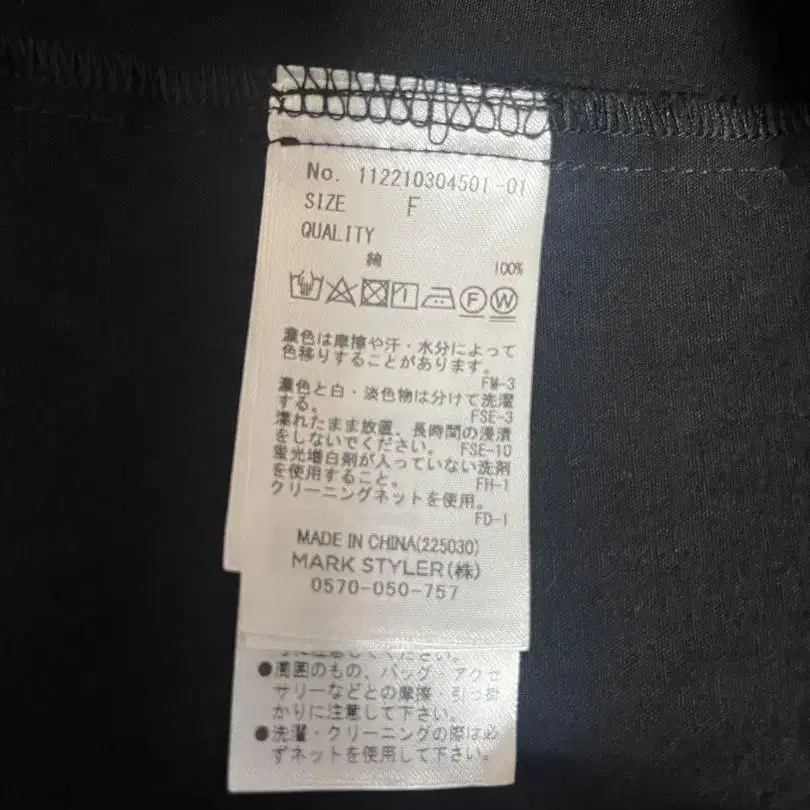 No. 112210304501-01
SIZE F
QUALITY
綿 100%
F W
濃色は摩擦や汗・水分によって
色移りすることがあります。
FW-3
濃色と白・淡色物は分けて洗濯
する。 FSE-3
濡れたまま放置、長時間の浸漬
をしないでください。 FSE-10
蛍光増白剤が入っていない洗剤
を使用すること。 FH-1
クリーニングネットを使用。
FD-1
MADE IN CHINA(225030)
MARK STYLER(株)
0570-050-757
●周囲のもの、バッグ・アクセ
サリーなどとの摩擦・引っ掛
かりに注意して下さい。
●洗濯・クリーニングの際は必
ずネットを使用して下さい。